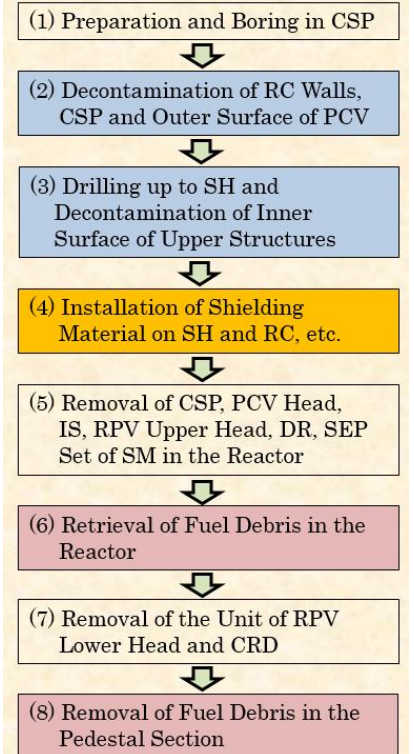 (1) Preparation and Boring in CSP
(2) Decontamination of RC Walls,
CSP and Outer Surface of PCV
(3) Drilling up to SH and
Decontamination of Inner
Surface of Upper Structures
(4) Installation of Shielding
Material on SH and RC, etc.
(5) Removal of CSP, PCV Head,
IS, RPV Upper Head, DR, SEP
Set of SM in the Reactor
(6) Retrieval of Fuel Debris in the
Reactor
(7) Removal of the Unit of RPV
Lower Head and CRD
(8) Removal of Fuel Debris in the
Pedestal Section